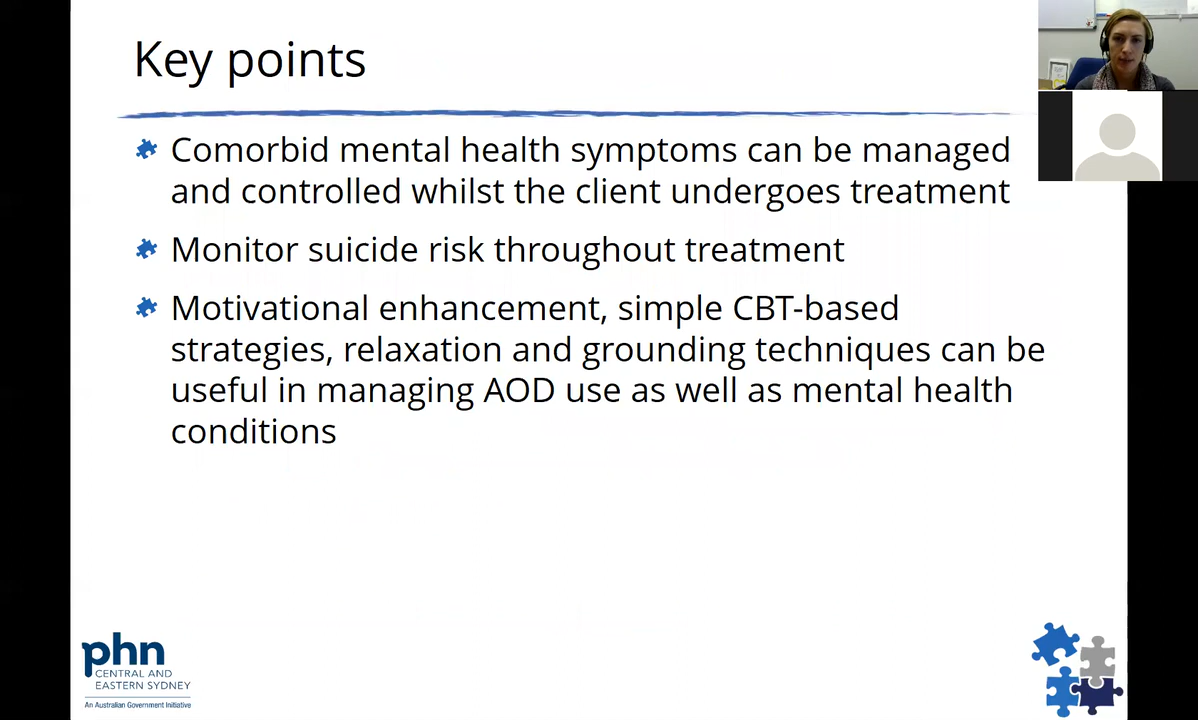 Key points
Comorbid mental health symptoms can be managed
and controlled whilst the client undergoes treatment
Monitor suicide risk throughout treatment
Motivational enhancement, simple CBT-based
strategies, relaxation and grounding techniques can be
useful in managing AOD use as well as mental health
conditions
phn
CENTRAL AND
EASTERN SYDNEY
An Australian Government Initiative